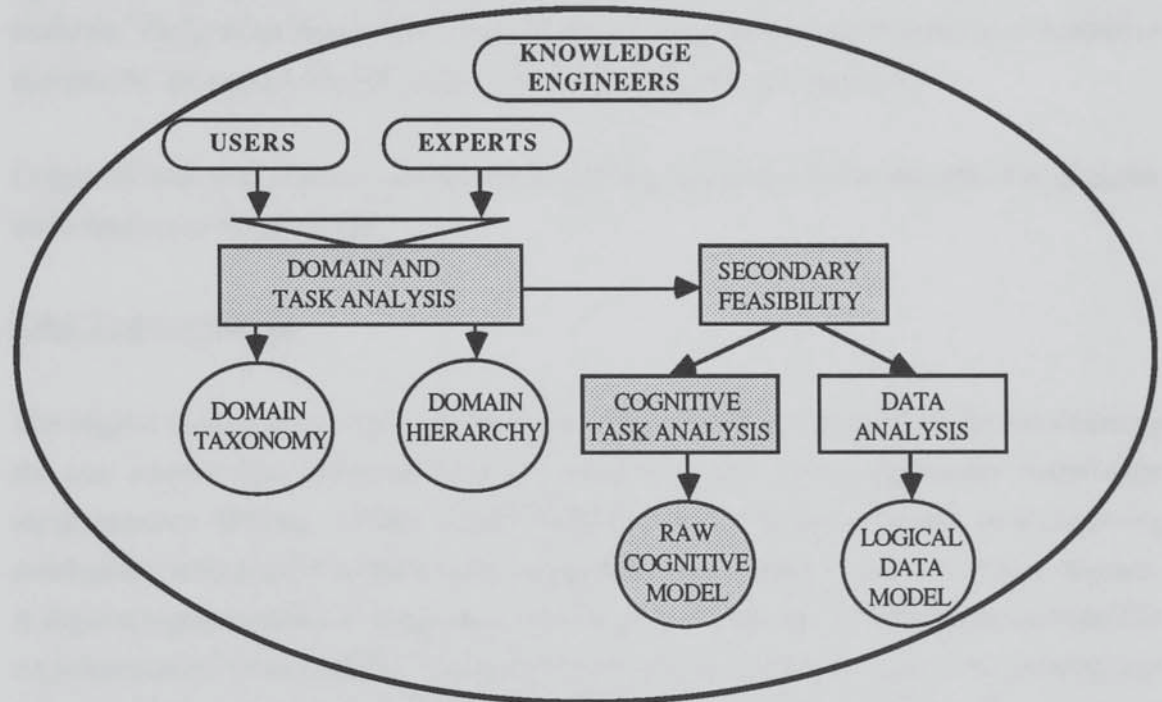 KNOWLEDGE
ENGINEERS
USERS
EXPERTS
DOMAIN AND
TASK ANALYSIS
SECONDARY
FEASIBILITY
DOMAIN
TAXONOMY
DOMAIN
HIERARCHY
COGNITIVE
TASK ANALYSIS
DATA
ANALYSIS
RAW
COGNITIVE
MODEL
LOGICAL
DATA
MODEL